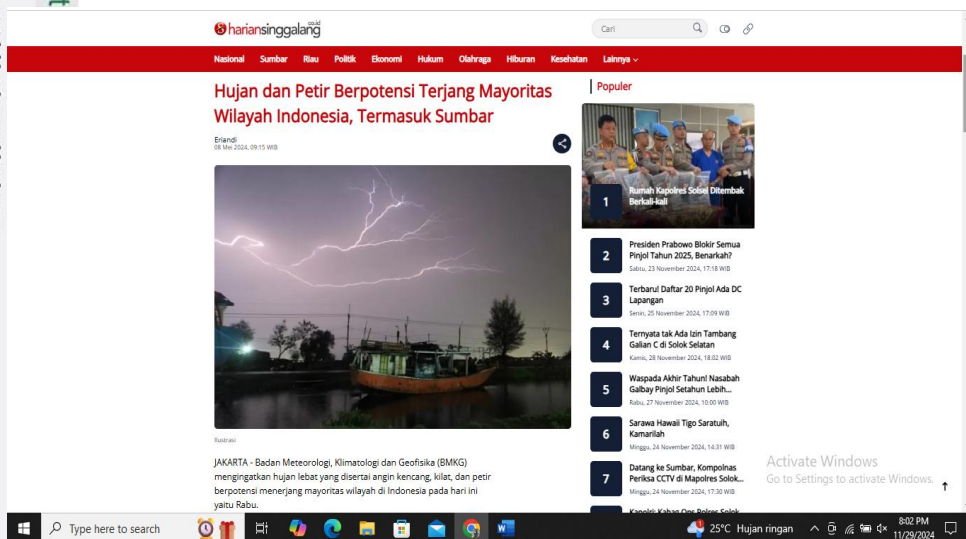 hariansinggalang
co.id
Cari
Nasional Sumbar Riau Politik Ekonomi Hukum Olahraga Hiburan Kesehatan Lainnya
Hujan dan Petir Berpotensi Terjang Mayoritas
Wilayah Indonesia, Termasuk Sumbar
Eriandi
08 Mei 2024, 09:15 WIB
Ilustrasi
JAKARTA - Badan Meteorologi, Klimatologi dan Geofisika (BMKG)
mengingatkan hujan lebat yang disertai angin kencang, kilat, dan petir
berpotensi menerjang mayoritas wilayah di Indonesia pada hari ini
yaitu Rabu.
Populer
1
Rumah Kapolres Solsel Ditembak
Berkali-kali
2
Presiden Prabowo Blokir Semua
Pinjol Tahun 2025, Benarkah?
Sabtu, 23 November 2024, 17:18 WIB
3
Terbaru! Daftar 20 Pinjol Ada DC
Lapangan
Senin, 25 November 2024, 17:09 WIB
4
Ternyata tak Ada Izin Tambang
Galian C di Solok Selatan
Kamis, 28 November 2024, 18:02 WIB
5
Waspada Akhir Tahun! Nasabah
Galbay Pinjol Setahun Lebih...
Rabu, 27 November 2024, 10:00 WIB
6
Sarawa Hawaii Tigo Saratuih,
Kamarilah
Minggu, 24 November 2024, 14:31 WIB
7
Datang ke Sumbar, Kompolnas
Periksa CCTV di Mapolres Solok...
Minggu, 24 November 2024, 17:30 WIB
Kapolri: Kabag Ops Polres Solok
Activate Windows
Go to Settings to activate Windows.
Type here to search
25°C Hujan ringan
8:02 PM
11/29/2024